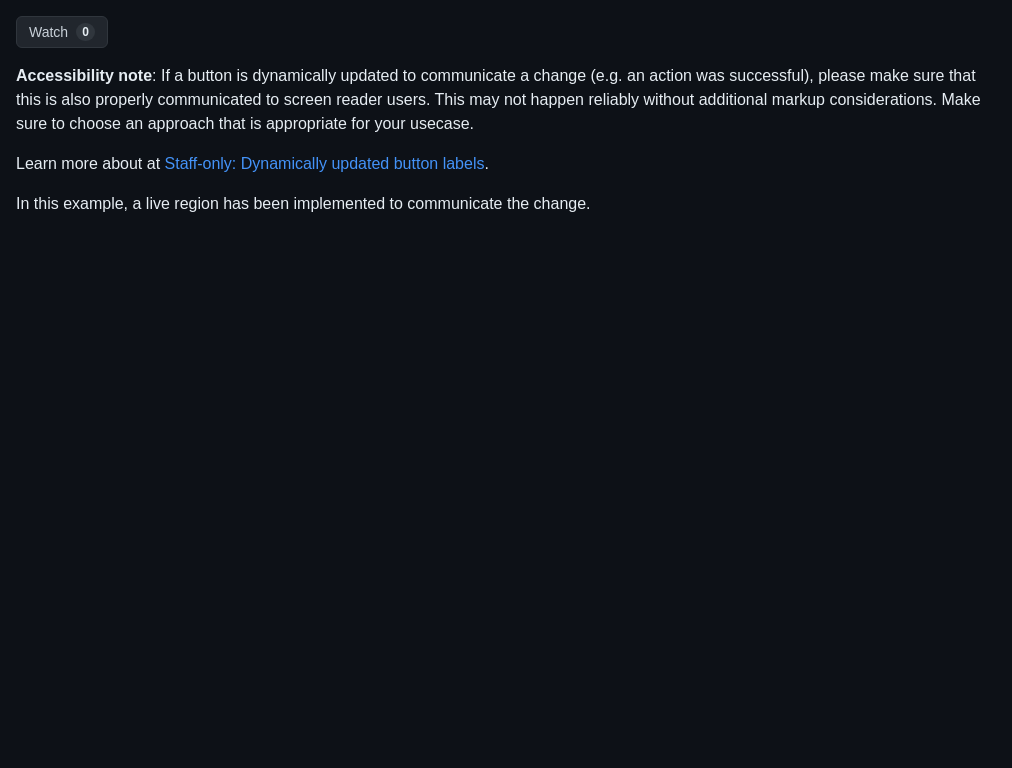 Watch 0
Accessibility note: If a button is dynamically updated to communicate a change (e.g. an action was successful), please make sure that
this is also properly communicated to screen reader users. This may not happen reliably without additional markup considerations. Make
sure to choose an approach that is appropriate for your usecase.
Learn more about at Staff-only: Dynamically updated button labels.
In this example, a live region has been implemented to communicate the change.